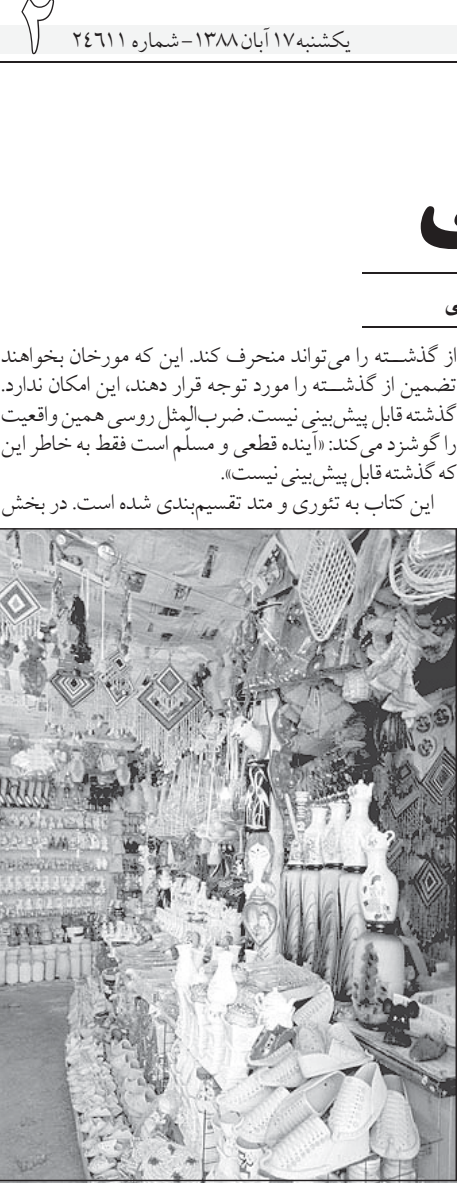 ۲
یکشنبه ۱۷ آبان ۱۳۸۸ – شماره ۲۴۶۱۱
ی
ی
از گذشته را می‌تواند منحرف کند. این که مورخان بخواهند
تضمین از گذشته را مورد توجه قرار دهند، این امکان ندارد.
گذشته قابل پیش‌بینی نیست. ضرب‌المثل روسی همین واقعیت
را گوشزد می‌کند: «آینده قطعی و مسلّم است فقط به خاطر این
که گذشته قابل پیش‌بینی نیست».
این کتاب به تئوری و متد تقسیم‌بندی شده است. در بخش